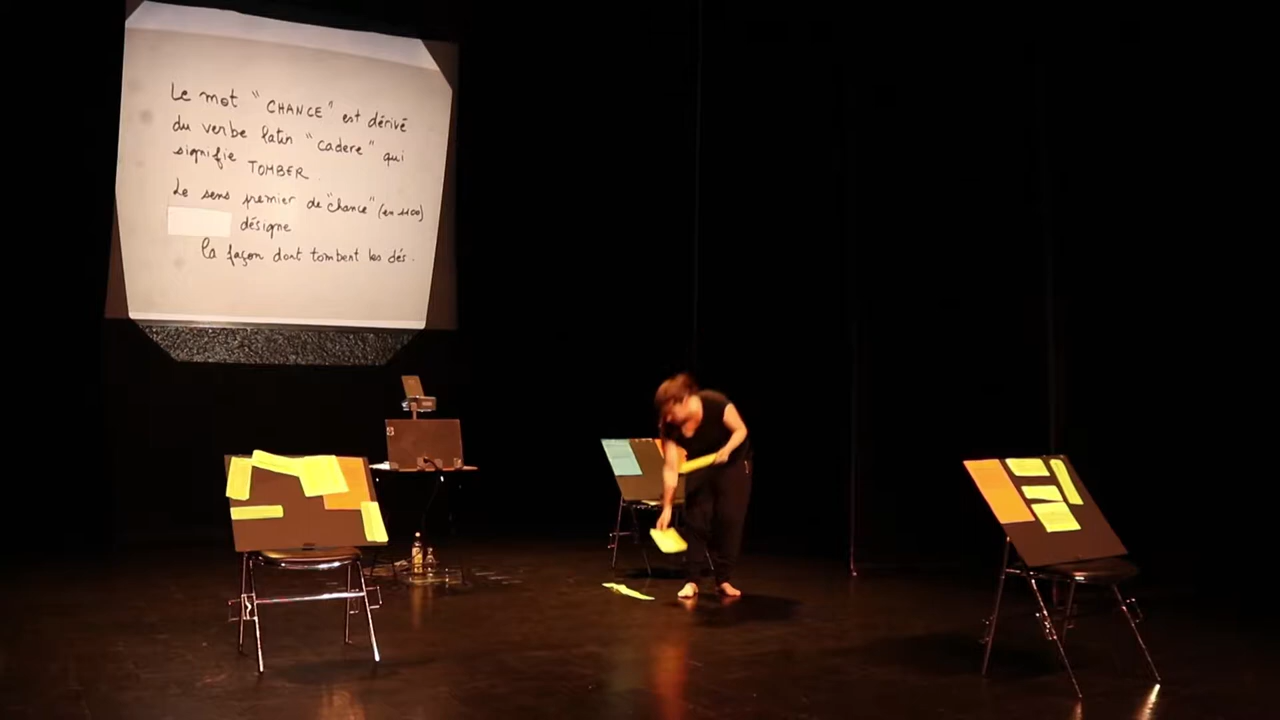 Le mot "CHANCE" est dérivé
du verbe latin "cadere" qui
signifie TOMBER.
Le sens premier de "chance" (en 1100)
désigne
la façon dont tombent les dés.